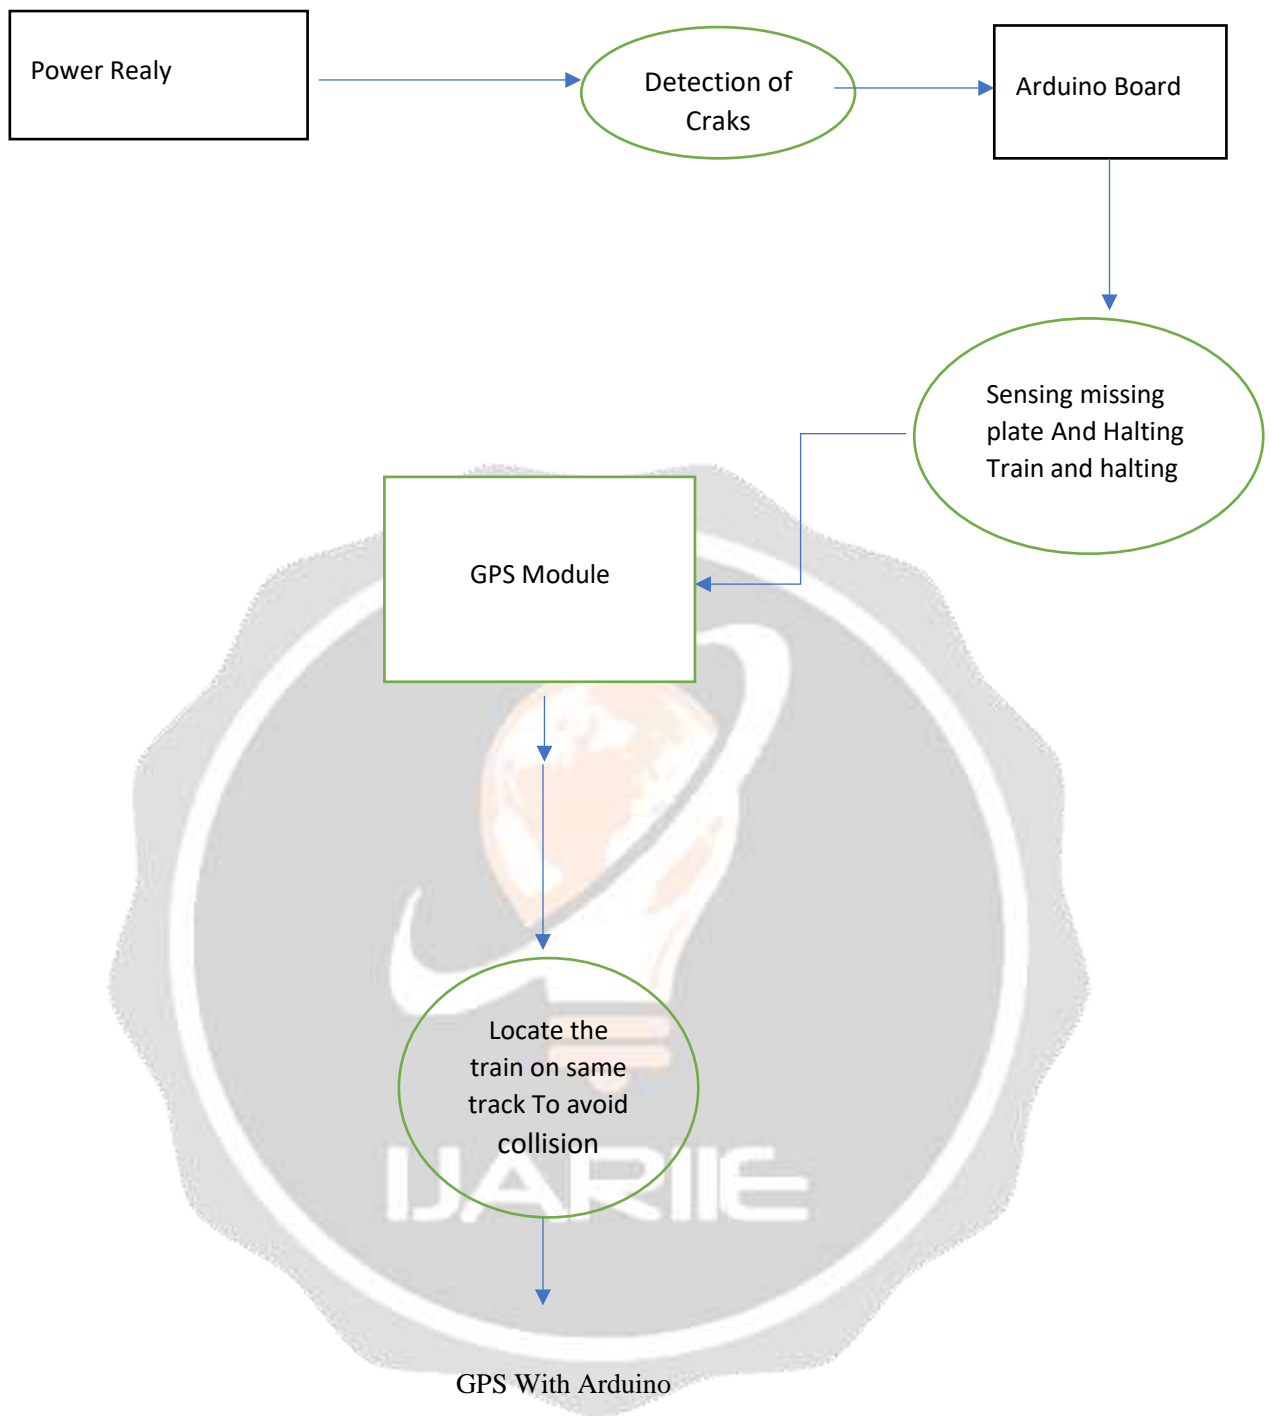 Power Realy
Detection of
Craks
Arduino Board
Sensing missing
plate And Halting
Train and halting
GPS Module
Locate the
train on same
track To avoid
collision
IJARIIE
GPS With Arduino